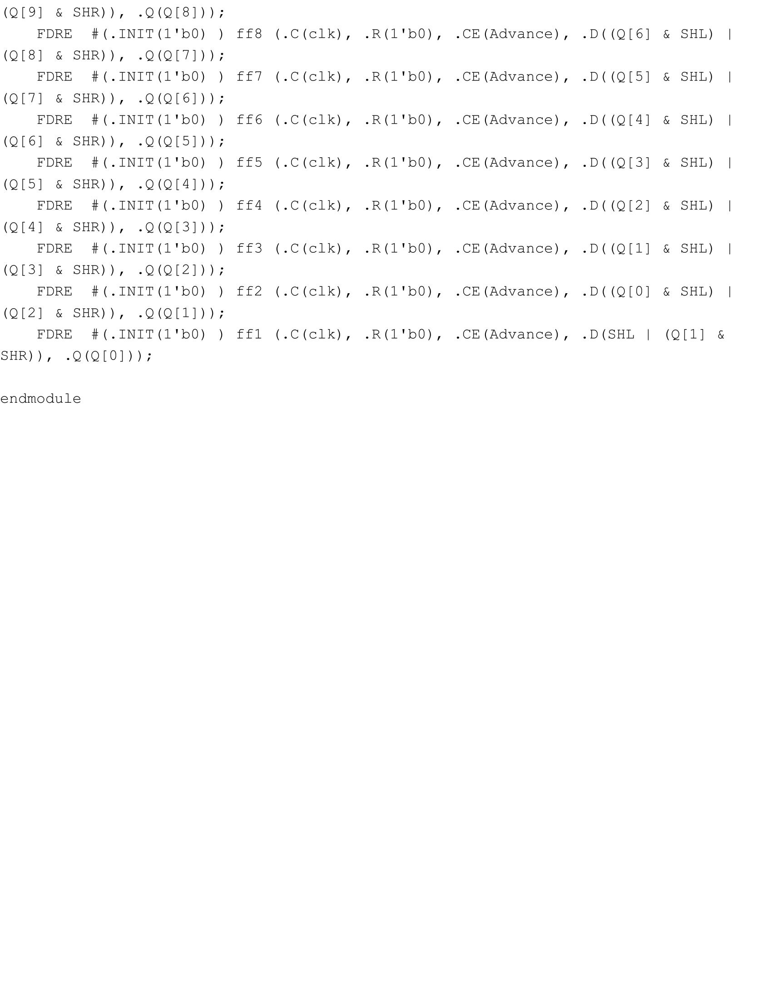 (Q[9] & SHR)), .Q(Q[8]));
    FDRE  #(.INIT(1'b0) ) ff8 (.C(clk), .R(1'b0), .CE(Advance), .D((Q[6] & SHL) |
(Q[8] & SHR)), .Q(Q[7]));
    FDRE  #(.INIT(1'b0) ) ff7 (.C(clk), .R(1'b0), .CE(Advance), .D((Q[5] & SHL) |
(Q[7] & SHR)), .Q(Q[6]));
    FDRE  #(.INIT(1'b0) ) ff6 (.C(clk), .R(1'b0), .CE(Advance), .D((Q[4] & SHL) |
(Q[6] & SHR)), .Q(Q[5]));
    FDRE  #(.INIT(1'b0) ) ff5 (.C(clk), .R(1'b0), .CE(Advance), .D((Q[3] & SHL) |
(Q[5] & SHR)), .Q(Q[4]));
    FDRE  #(.INIT(1'b0) ) ff4 (.C(clk), .R(1'b0), .CE(Advance), .D((Q[2] & SHL) |
(Q[4] & SHR)), .Q(Q[3]));
    FDRE  #(.INIT(1'b0) ) ff3 (.C(clk), .R(1'b0), .CE(Advance), .D((Q[1] & SHL) |
(Q[3] & SHR)), .Q(Q[2]));
    FDRE  #(.INIT(1'b0) ) ff2 (.C(clk), .R(1'b0), .CE(Advance), .D((Q[0] & SHL) |
(Q[2] & SHR)), .Q(Q[1]));
    FDRE  #(.INIT(1'b0) ) ff1 (.C(clk), .R(1'b0), .CE(Advance), .D(SHL | (Q[1] &
SHR)), .Q(Q[0]));

endmodule